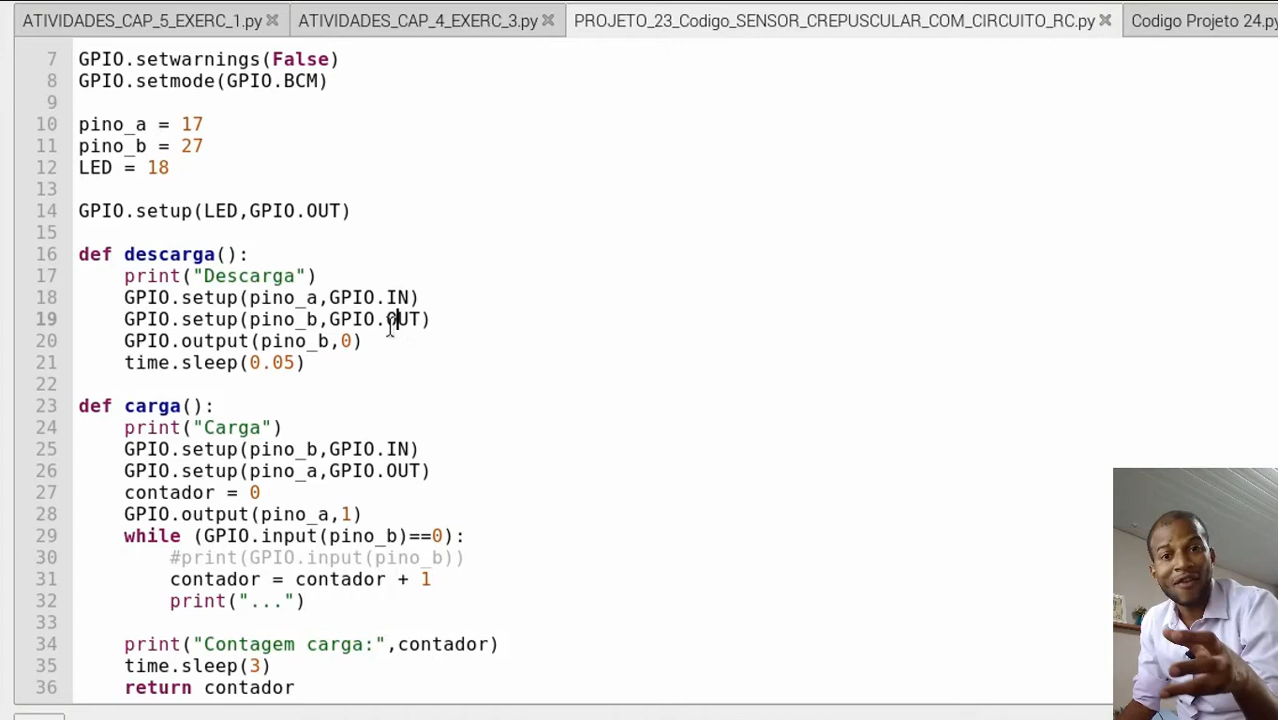 ATIVIDADES_CAP_5_EXERC_1.py ATIVIDADES_CAP_4_EXERC_3.py PROJETO_23_Codigo_SENSOR_CREPUSCULAR_COM_CIRCUITO_RC.py Codigo Projeto 24.py
7 GPIO.setwarnings(False)
8 GPIO.setmode(GPIO.BCM)
9
10 pino_a = 17
11 pino_b = 27
12 LED = 18
13
14 GPIO.setup(LED,GPIO.OUT)
15
16 def descarga():
17     print("Descarga")
18     GPIO.setup(pino_a,GPIO.IN)
19     GPIO.setup(pino_b,GPIO.OUT)
20     GPIO.output(pino_b,0)
21     time.sleep(0.05)
22
23 def carga():
24     print("Carga")
25     GPIO.setup(pino_b,GPIO.IN)
26     GPIO.setup(pino_a,GPIO.OUT)
27     contador = 0
28     GPIO.output(pino_a,1)
29     while (GPIO.input(pino_b)==0):
30         #print(GPIO.input(pino_b))
31         contador = contador + 1
32         print("...")
33
34     print("Contagem carga:",contador)
35     time.sleep(3)
36     return contador